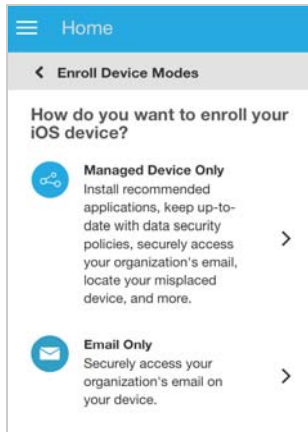 Home
Enroll Device Modes
How do you want to enroll your
iOS device?
Managed Device Only
Install recommended
applications, keep up-to-
date with data security
policies, securely access
your organization's email,
locate your misplaced
device, and more.
Email Only
Securely access your
organization's email on
your device.